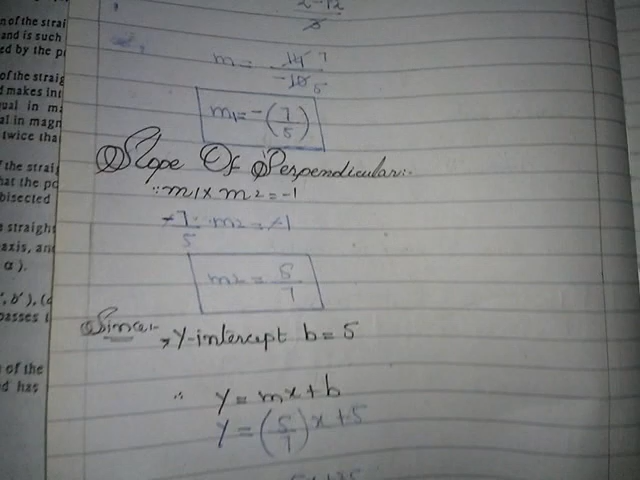 n of the strai
and is such
ed by the p
of the straig
d makes int
qual in m
al in magn
twice tha
f the straig
hat the po
bisected
straight
axis, an
α ).
', b' ), (
passes t
of the
d has
m = 14 7
-10 5
m1 = -(7/5)
Slope Of Perpendicular:-
∵ m1 x m2 = -1
-7/5 · m2 = -1
m2 = 5/7
Since:-
, Y-intercept b = 5
∴ y = mx + b
y = (5/7)x + 5